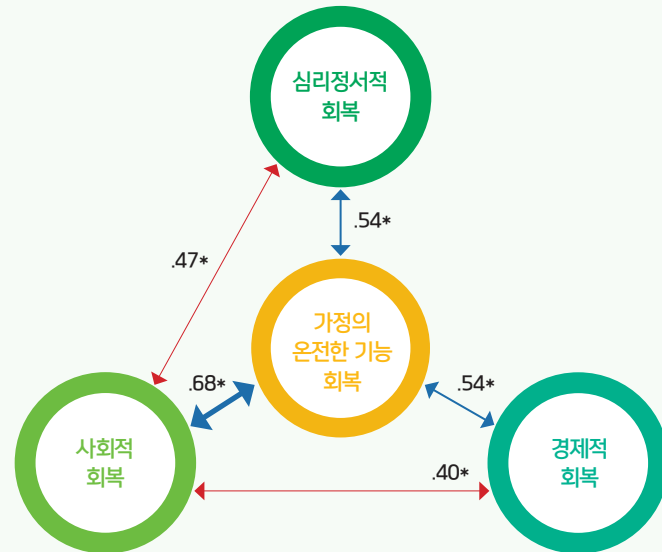 심리정서적
회복
.54*
.47*
가정의
온전한 기능
회복
.68*
.54*
사회적
회복
.40*
경제적
회복